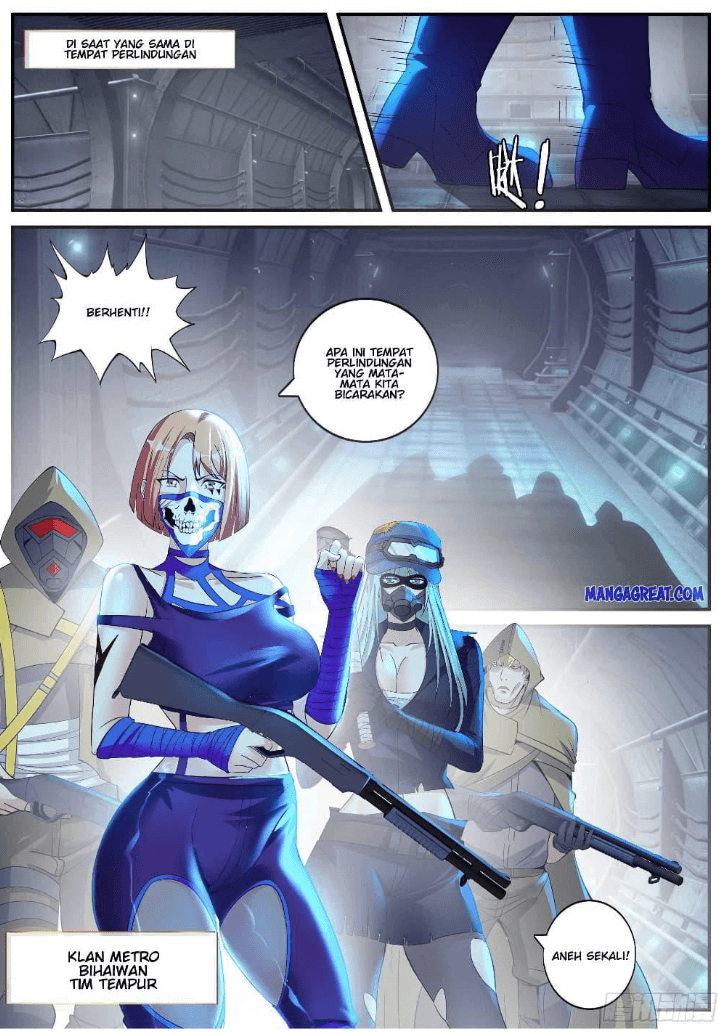 DI SAAT YANG SAMA DI
TEMPAT PERLINDUNGAN
BERHENTI!!
APA INI TEMPAT
PERLINDUNGAN
YANG MATA-
MATA KITA
BICARAKAN?
MANGAGREAT.COM
KLAN METRO
BIHAIWAN
TIM TEMPUR
ANEH SEKALI!